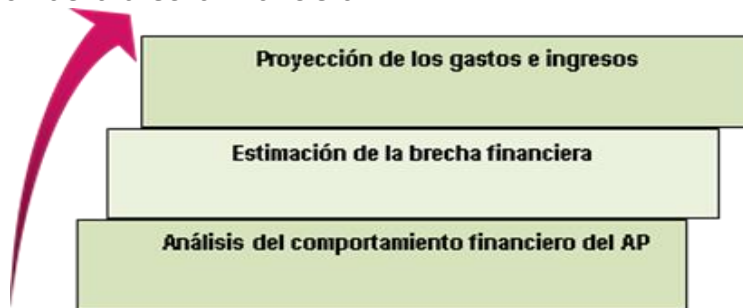 Proyección de los gastos e ingresos
Estimación de la brecha financiera
Análisis del comportamiento financiero del AP